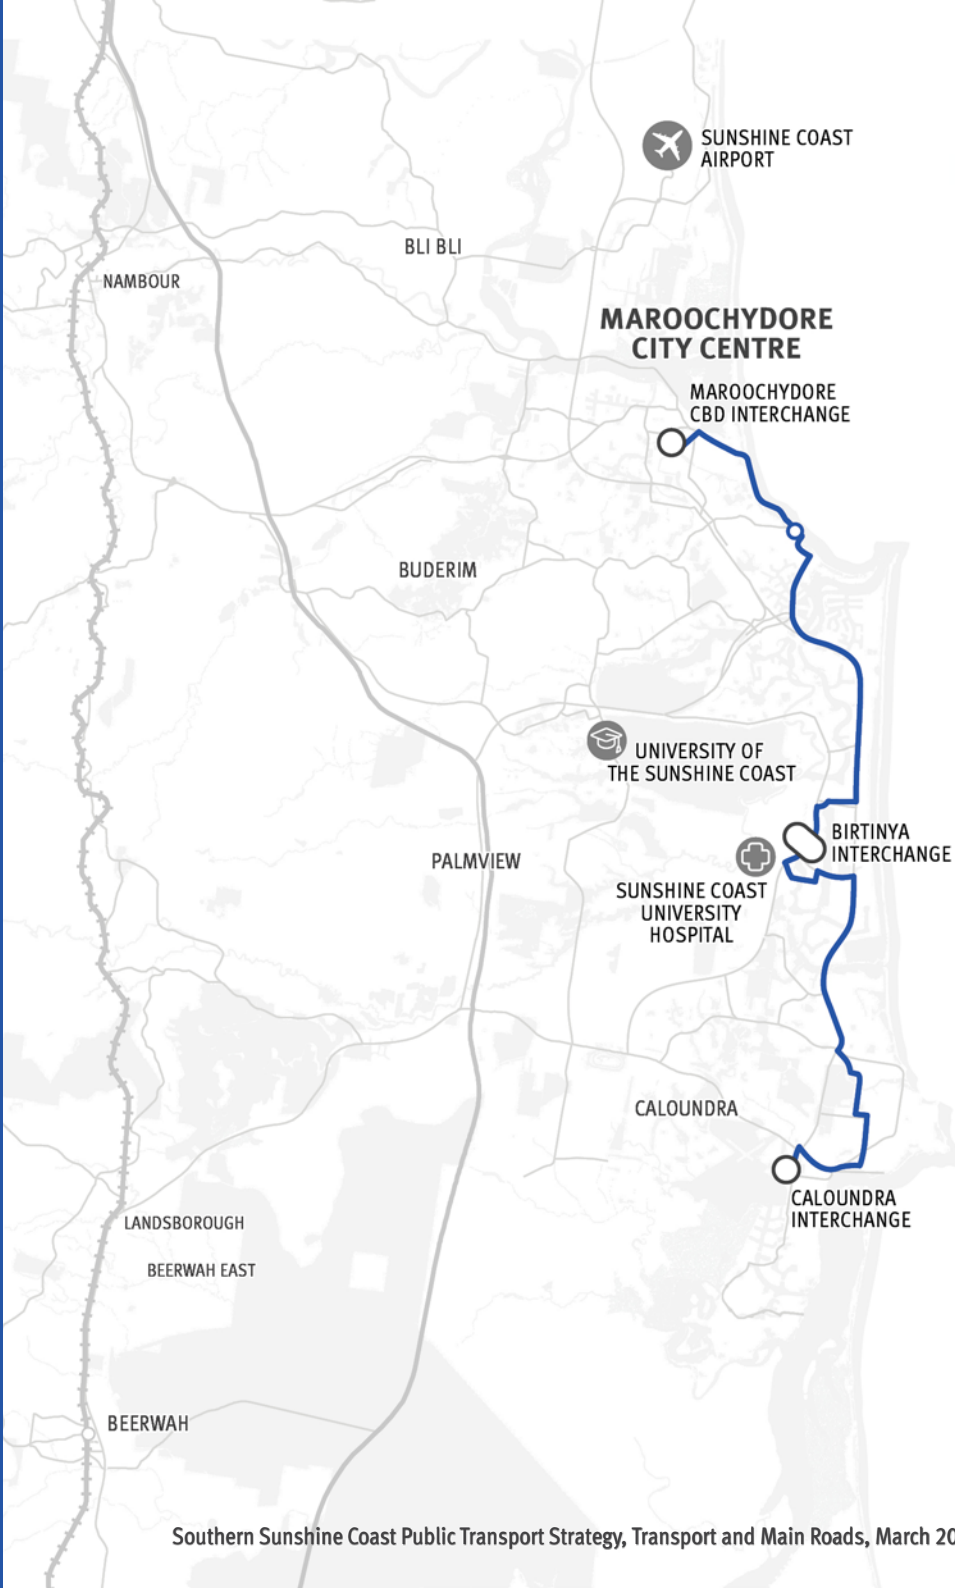 SUNSHINE COAST
AIRPORT
BLI BLI
NAMBOUR
MAROOCHYDORE
CITY CENTRE
MAROOCHYDORE
CBD INTERCHANGE
BUDERIM
UNIVERSITY OF
THE SUNSHINE COAST
BIRTINYA
INTERCHANGE
PALMVIEW
SUNSHINE COAST
UNIVERSITY
HOSPITAL
CALOUNDRA
CALOUNDRA
INTERCHANGE
LANDSBOROUGH
BEERWAH EAST
BEERWAH
Southern Sunshine Coast Public Transport Strategy, Transport and Main Roads, March 20